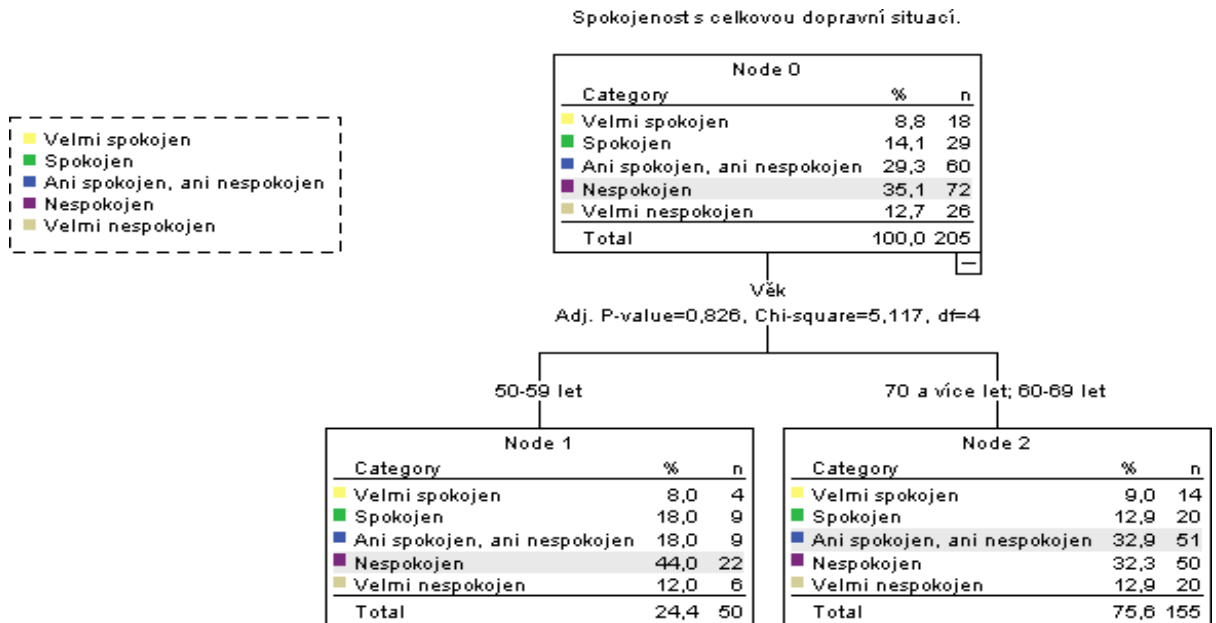 Spokojenost s celkovou dopravní situací.
Velmi spokojen
Spokojen
Ani spokojen, ani nespokojen
Nespokojen
Velmi nespokojen
Node 0
Category % n
Velmi spokojen 8,8 18
Spokojen 14,1 29
Ani spokojen, ani nespokojen 29,3 60
Nespokojen 35,1 72
Velmi nespokojen 12,7 26
Total 100,0 205
Věk
Adj. P-value=0,826, Chi-square=5,117, df=4
50-59 let
70 a více let; 60-69 let
Node 1
Category % n
Velmi spokojen 8,0 4
Spokojen 18,0 9
Ani spokojen, ani nespokojen 18,0 9
Nespokojen 44,0 22
Velmi nespokojen 12,0 6
Total 24,4 50
Node 2
Category % n
Velmi spokojen 9,0 14
Spokojen 12,9 20
Ani spokojen, ani nespokojen 32,9 51
Nespokojen 32,3 50
Velmi nespokojen 12,9 20
Total 75,6 155